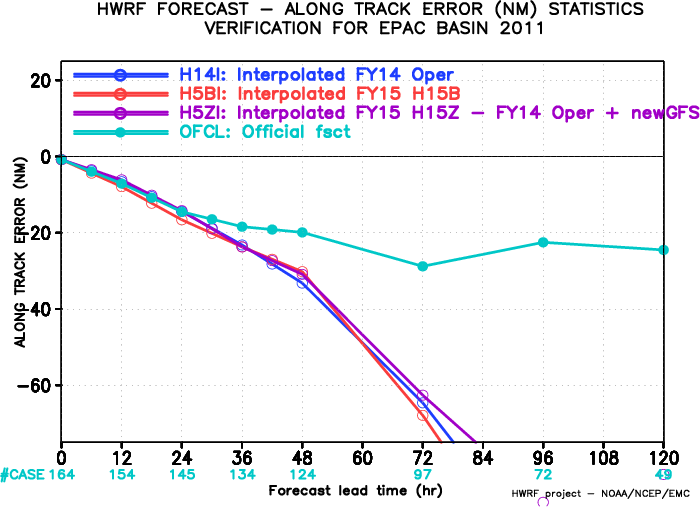 HWRF FORECAST – ALONG TRACK ERROR (NM) STATISTICS
VERIFICATION FOR EPAC BASIN 2011
H14I: Interpolated FY14 Oper
H5BI: Interpolated FY15 H15B
H5ZI: Interpolated FY15 H15Z – FY14 Oper + newGFS
OFCL: Official fsct
ALONG TRACK ERROR (NM)
20
0
−20
−40
−60
0 12 24 36 48 60 72 84 96 108 120
#CASE 164 154 145 134 124 97 72 49
Forecast lead time (hr)
HWRF project – NOAA/NCEP/EMC